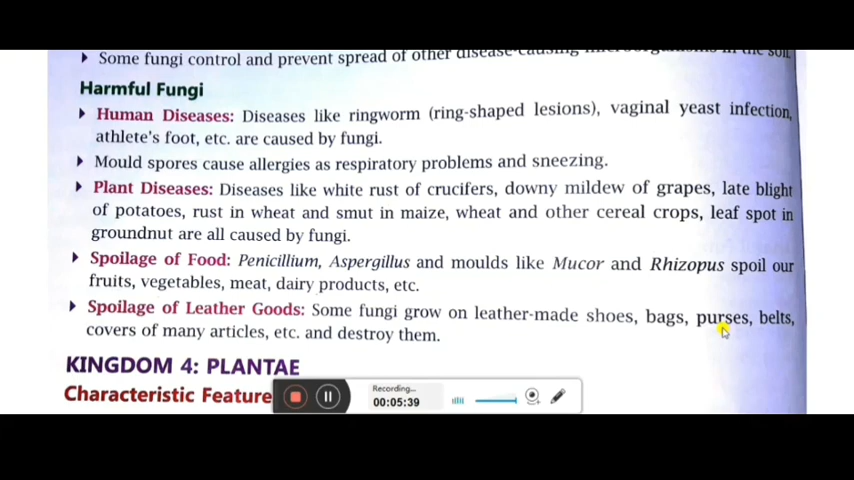 Some fungi control and prevent spread of other disease-causing microorganisms in the soil.
Harmful Fungi
Human Diseases: Diseases like ringworm (ring-shaped lesions), vaginal yeast infection,
athlete's foot, etc. are caused by fungi.
Mould spores cause allergies as respiratory problems and sneezing.
Plant Diseases: Diseases like white rust of crucifers, downy mildew of grapes, late blight
of potatoes, rust in wheat and smut in maize, wheat and other cereal crops, leaf spot in
groundnut are all caused by fungi.
Spoilage of Food: Penicillium, Aspergillus and moulds like Mucor and Rhizopus spoil our
fruits, vegetables, meat, dairy products, etc.
Spoilage of Leather Goods: Some fungi grow on leather-made shoes, bags, purses, belts,
covers of many articles, etc. and destroy them.
KINGDOM 4: PLANTAE
Characteristic Feature
Recording...
00:05:39